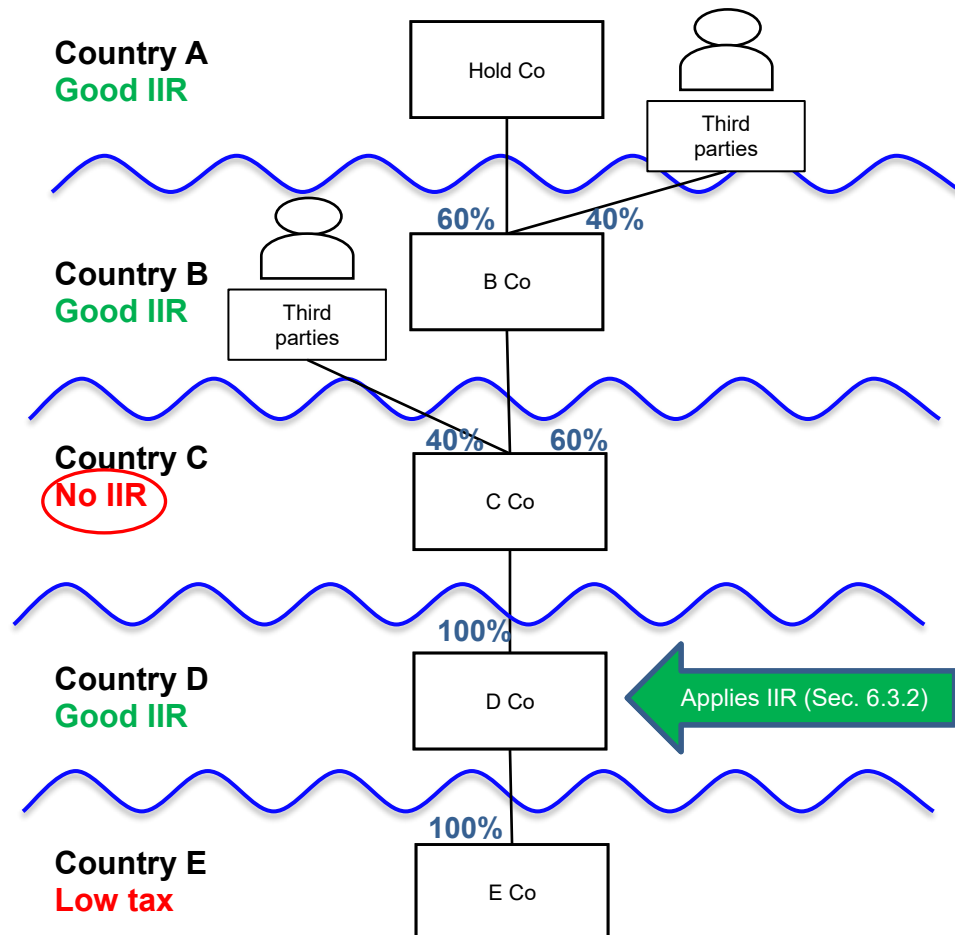 Country A
Good IIR
Hold Co
Third
parties
60%
40%
Country B
Good IIR
B Co
Third
parties
40%
60%
Country C
No IIR
C Co
100%
Country D
Good IIR
D Co
Applies IIR (Sec. 6.3.2)
100%
Country E
Low tax
E Co